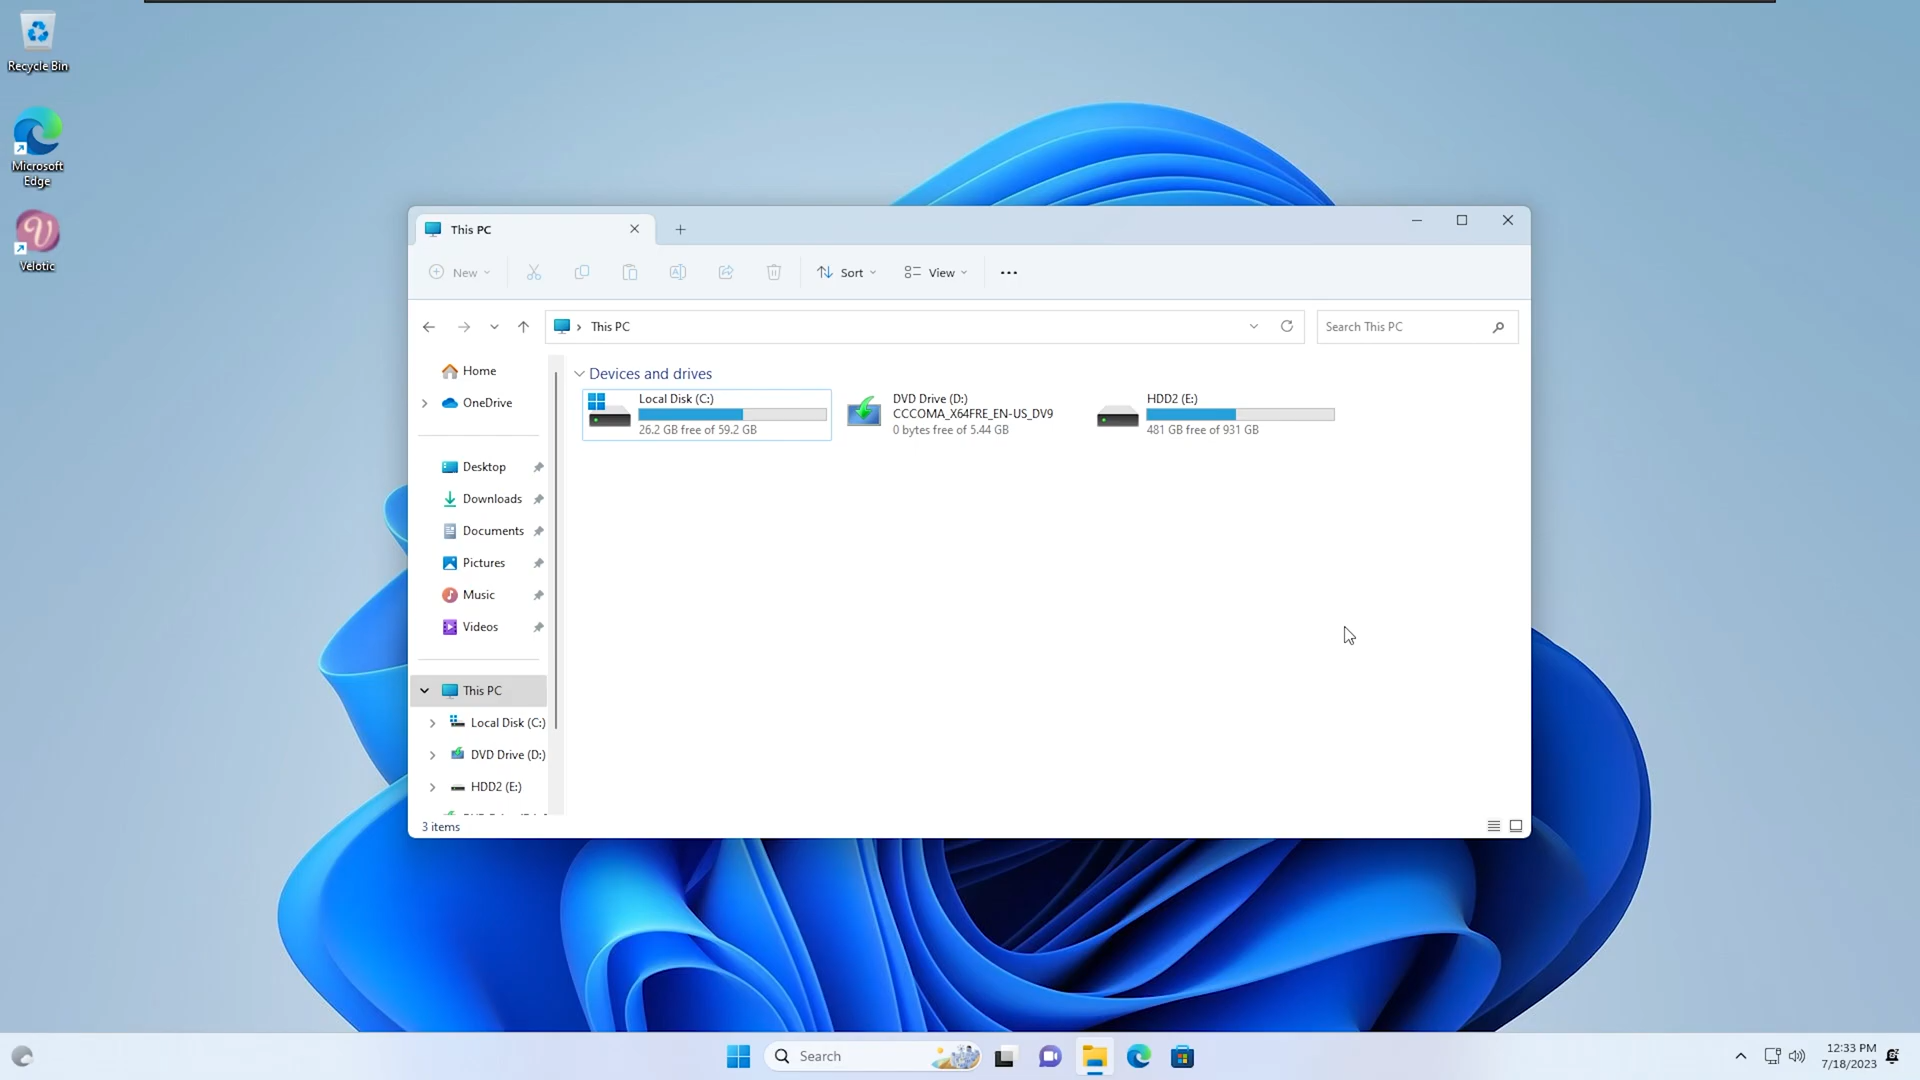 Recycle Bin
Microsoft
Edge
Velotic
This PC
New
Sort
View
This PC
Search This PC
Home
OneDrive
Desktop
Downloads
Documents
Pictures
Music
Videos
This PC
Local Disk (C:)
DVD Drive (D:)
HDD2 (E:)
Devices and drives
Local Disk (C:)
26.2 GB free of 59.2 GB
DVD Drive (D:)
CCCOMA_X64FRE_EN-US_DV9
0 bytes free of 5.44 GB
HDD2 (E:)
481 GB free of 931 GB
3 items
Search
12:33 PM
7/18/2023